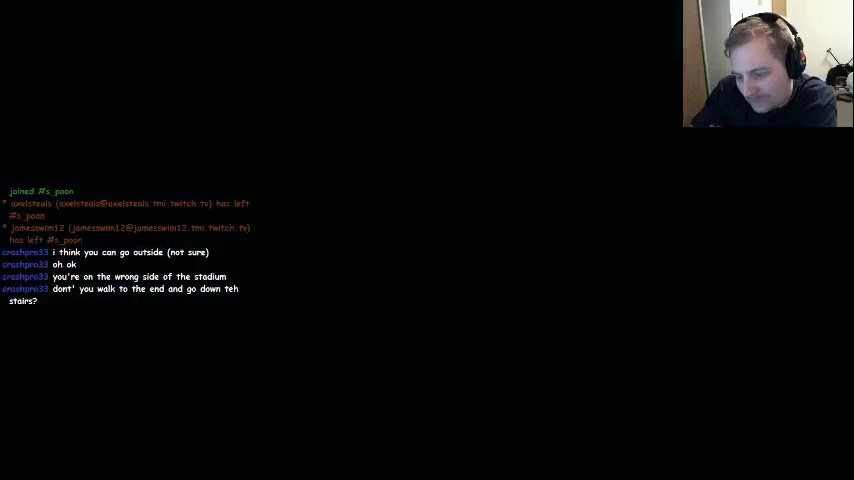 joined #s_poon
* axelsteals (axelsteals@axelsteals.tmi.twitch.tv) has left
#s_poon
* jamesswim12 (jamesswim12@jamesswim12.tmi.twitch.tv)
has left #s_poon
crashpro33 i think you can go outside (not sure)
crashpro33 oh ok
crashpro33 you're on the wrong side of the stadium
crashpro33 dont' you walk to the end and go down teh
stairs?